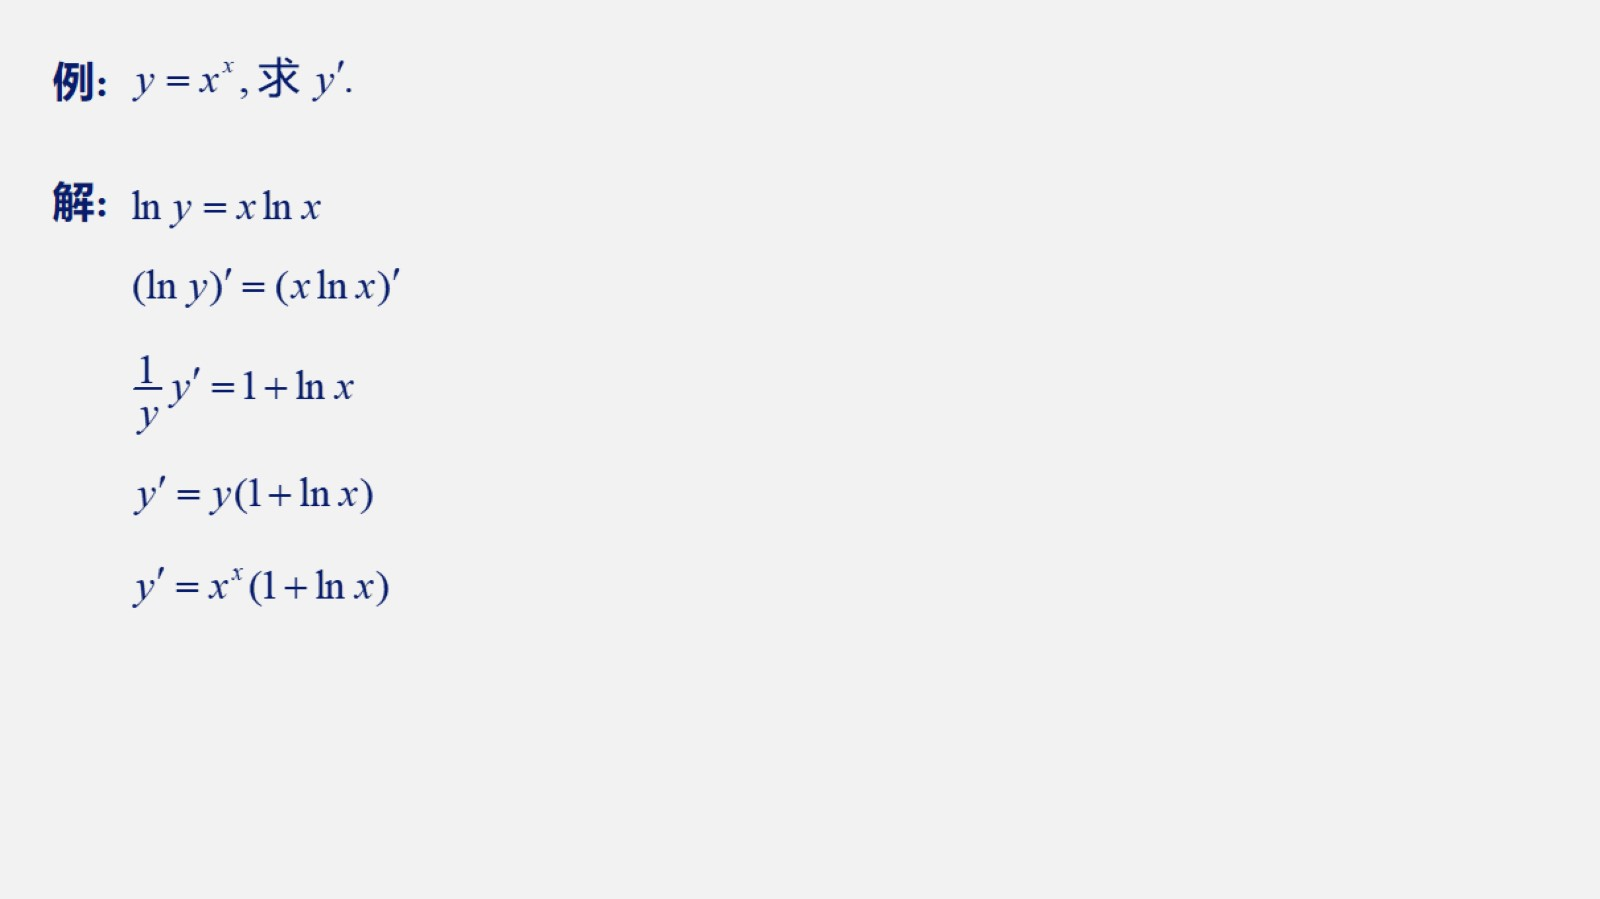 例: y = x^x, 求 y′.
解: ln y = x ln x
(ln y)′ = (x ln x)′
1/y y′ = 1 + ln x
y′ = y(1 + ln x)
y′ = x^x (1 + ln x)